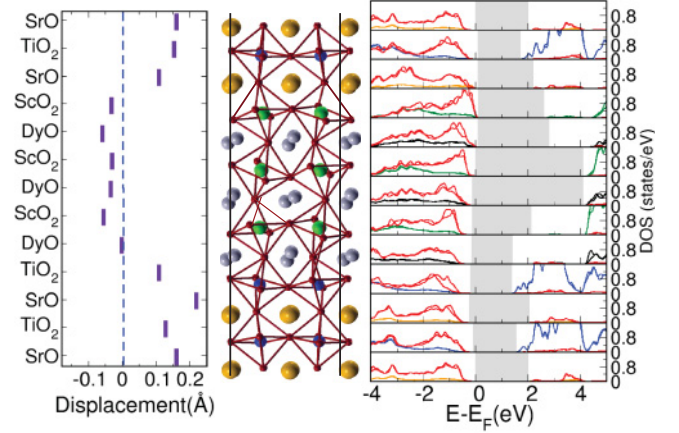 SrO
TiO₂
SrO
ScO₂
DyO
ScO₂
DyO
ScO₂
DyO
TiO₂
SrO
TiO₂
SrO
-0.1 0 0.1 0.2
Displacement(Å)
0.8
0
0.8
0
0.8
0
0.8
0
0.8
0
0.8
0
0.8
0
0.8
0
0.8
0
0.8
0
0.8
0
0.8
0
0.8
0
DOS (states/eV)
-4 -2 0 2 4
E-E_F(eV)